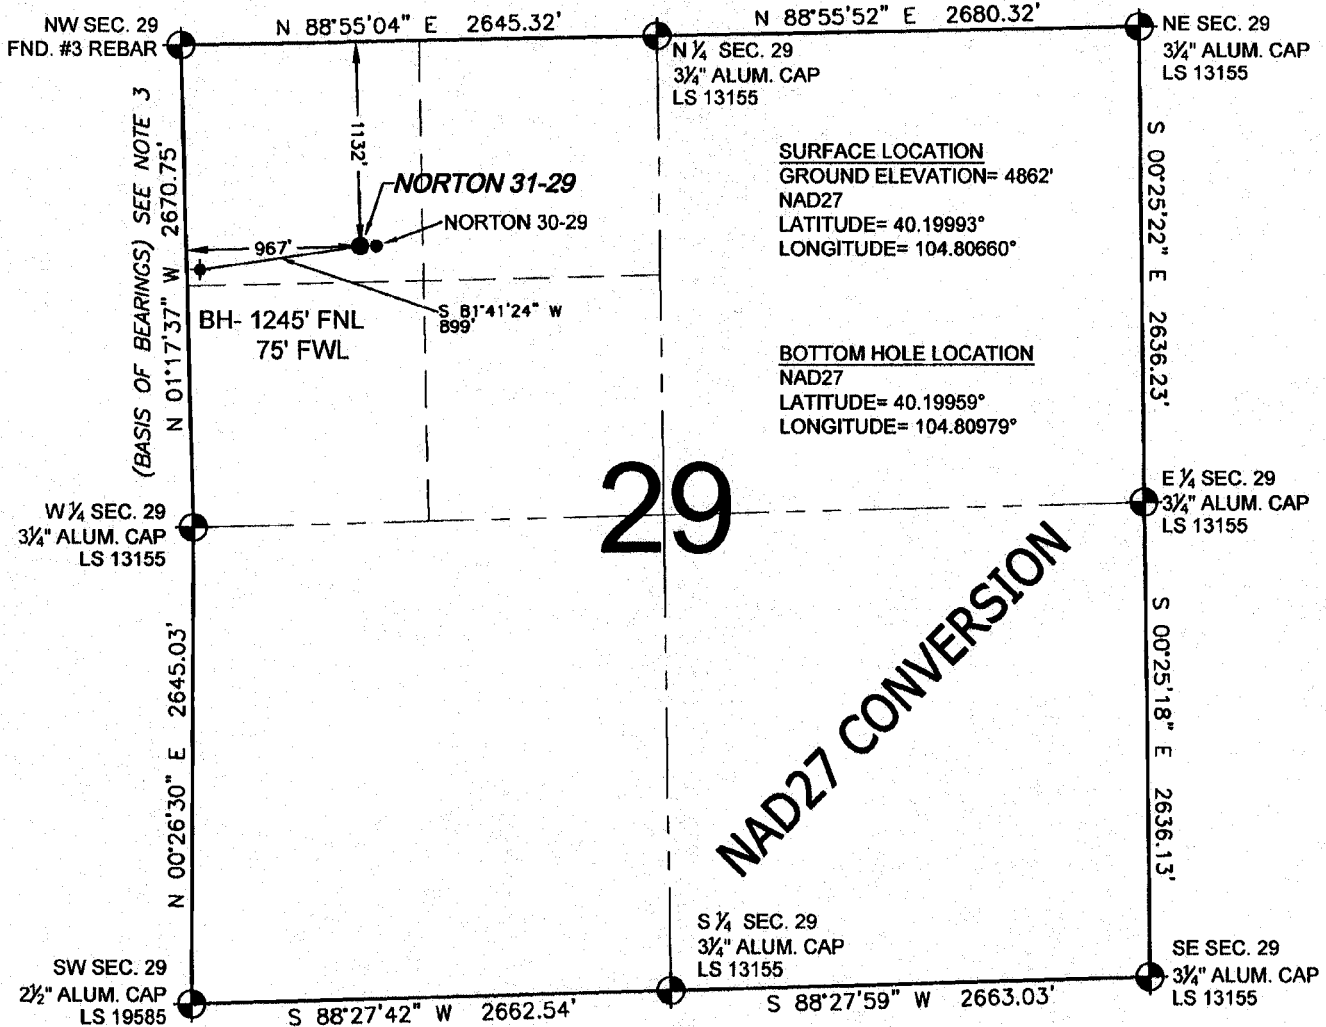 NW SEC. 29
FND. #3 REBAR
N 88°55'04" E 2645.32'
N 88°55'52" E 2680.32'
NE SEC. 29
3¼" ALUM. CAP
LS 13155
N ¼ SEC. 29
3¼" ALUM. CAP
LS 13155
(BASIS OF BEARINGS) SEE NOTE 3
N 01°17'37" W 2670.75'
1132'
NORTON 31-29
NORTON 30-29
967'
S 81°41'24" W
899'
BH- 1245' FNL
75' FWL
SURFACE LOCATION
GROUND ELEVATION= 4862'
NAD27
LATITUDE= 40.19993°
LONGITUDE= 104.80660°
BOTTOM HOLE LOCATION
NAD27
LATITUDE= 40.19959°
LONGITUDE= 104.80979°
S 00°25'22" E 2636.23'
W ¼ SEC. 29
3¼" ALUM. CAP
LS 13155
29
E ¼ SEC. 29
3¼" ALUM. CAP
LS 13155
NAD27 CONVERSION
N 00°26'30" E 2645.03'
S 00°25'18" E 2636.13'
S ¼ SEC. 29
3¼" ALUM. CAP
LS 13155
SW SEC. 29
2½" ALUM. CAP
LS 19585
S 88°27'42" W 2662.54'
S 88°27'59" W 2663.03'
SE SEC. 29
3¼" ALUM. CAP
LS 13155